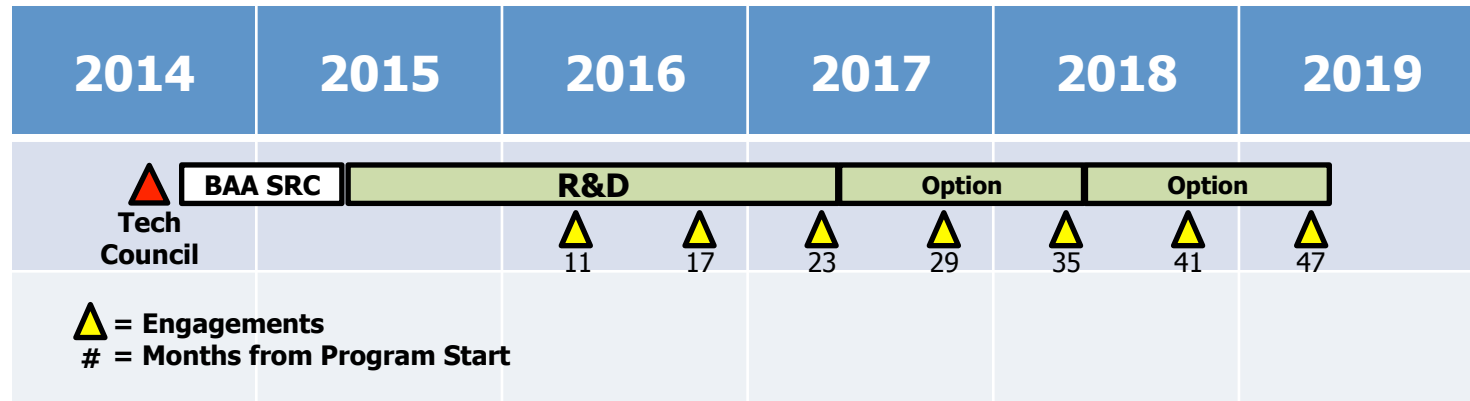 2014 2015 2016 2017 2018 2019
BAA SRC R&D Option Option
Tech
Council
11 17 23 29 35 41 47
= Engagements
# = Months from Program Start